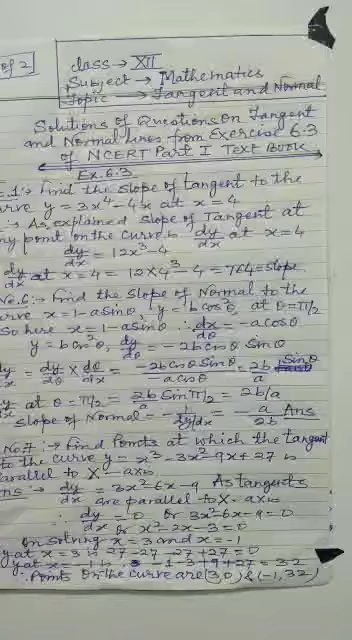 of 2
Class → XII
Subject → Mathematics
Topic → Tangent and Normal
Solutions of Questions on Tangent
and Normal lines from Exercise 6.3
of NCERT Part I Text Book
Ex. 6.3
.1:- Find the slope of tangent to the
rve y = 3x⁴ - 4x at x = 4
:→ As explained slope of Tangent at
ny point on the curve is dy/dx at x = 4
dy/dx = 12x³ - 4
dy/dx at x = 4 = 12×4³ - 4 = 764 = slope.
No. 6:- Find the slope of Normal to the
rve x = 1 - a sinθ, y = b cos²θ at θ = π/2
So here x = 1 - a sinθ ∴ dx/dθ = - a cosθ
y = b cos²θ, dy/dθ = - 2b cosθ sinθ
dy/dx = dy/dθ × dθ/dx = -2b cosθ sinθ / -a cosθ = 2b/a sinθ
dy/dx at θ = π/2 = 2b/a sin π/2 = 2b/a
slope of Normal = - 1/dy/dx = - a/2b Ans
No. 7:→ Find Points at which the tangent
to the curve y = x³ - 3x² - 9x + 27 is
parallel to X-axis
ns:→ dy/dx = 3x² - 6x - 9 As tangents
are parallel to X-axis
∴ dy/dx = 0 Or 3x² - 6x - 9 = 0
Or x² - 2x - 3 = 0
On solving x = 3 and x = -1
y at x = 3 is 27 - 27 - 27 + 27 = 0
y at x = -1 is - 1 - 3 + 9 + 27 = 32
∴ Points on the curve are (3,0) & (-1,32)